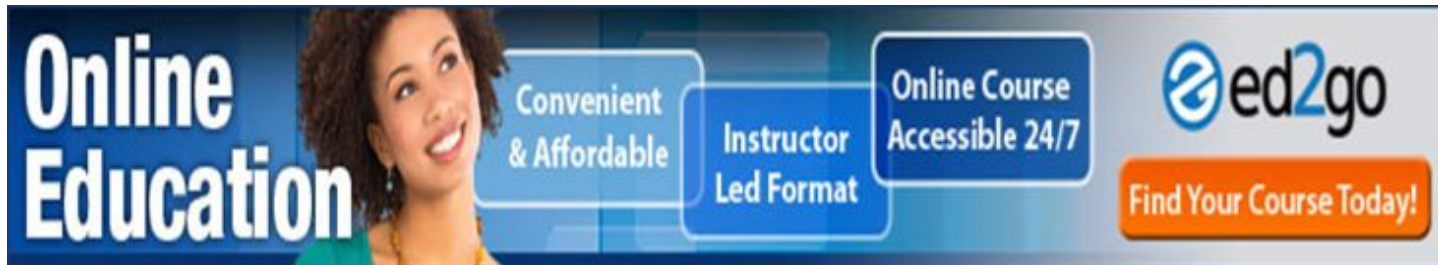 Online
Education
Convenient
& Affordable
Instructor
Led Format
Online Course
Accessible 24/7
ed2go
Find Your Course Today!